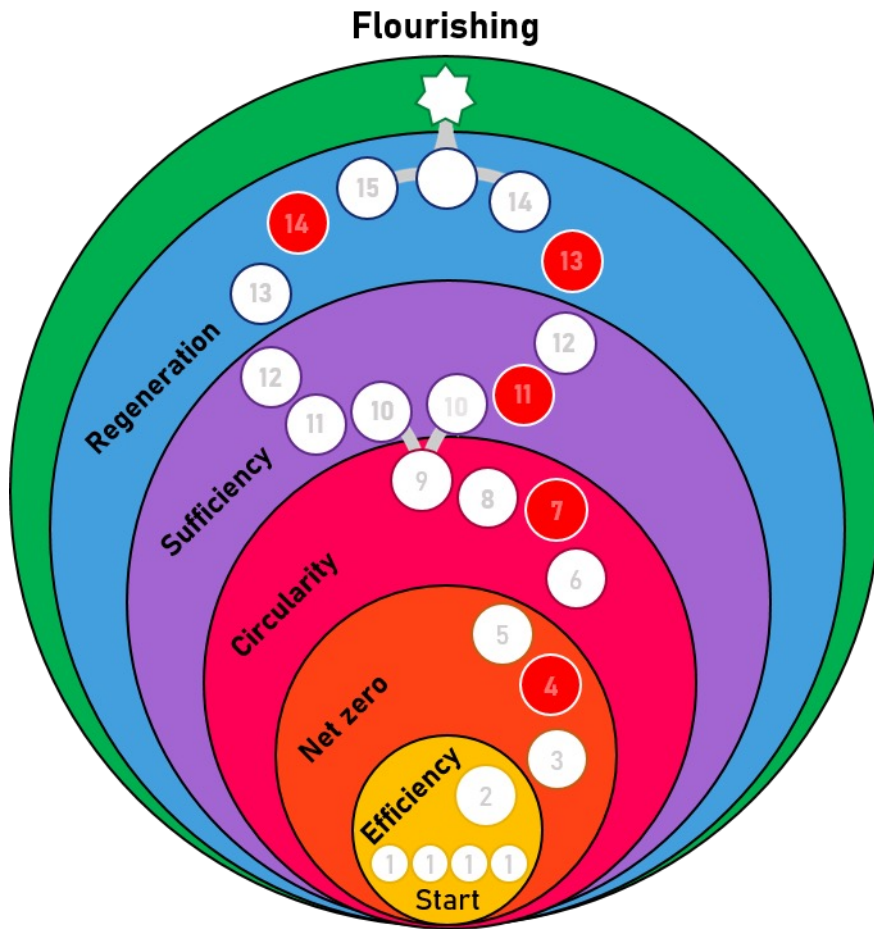 Flourishing
15
14
14
13
13
Regeneration
12
12
11
10
10
11
Sufficiency
9
8
7
Circularity
6
5
4
Net zero
3
Efficiency
2
1 1 1 1
Start